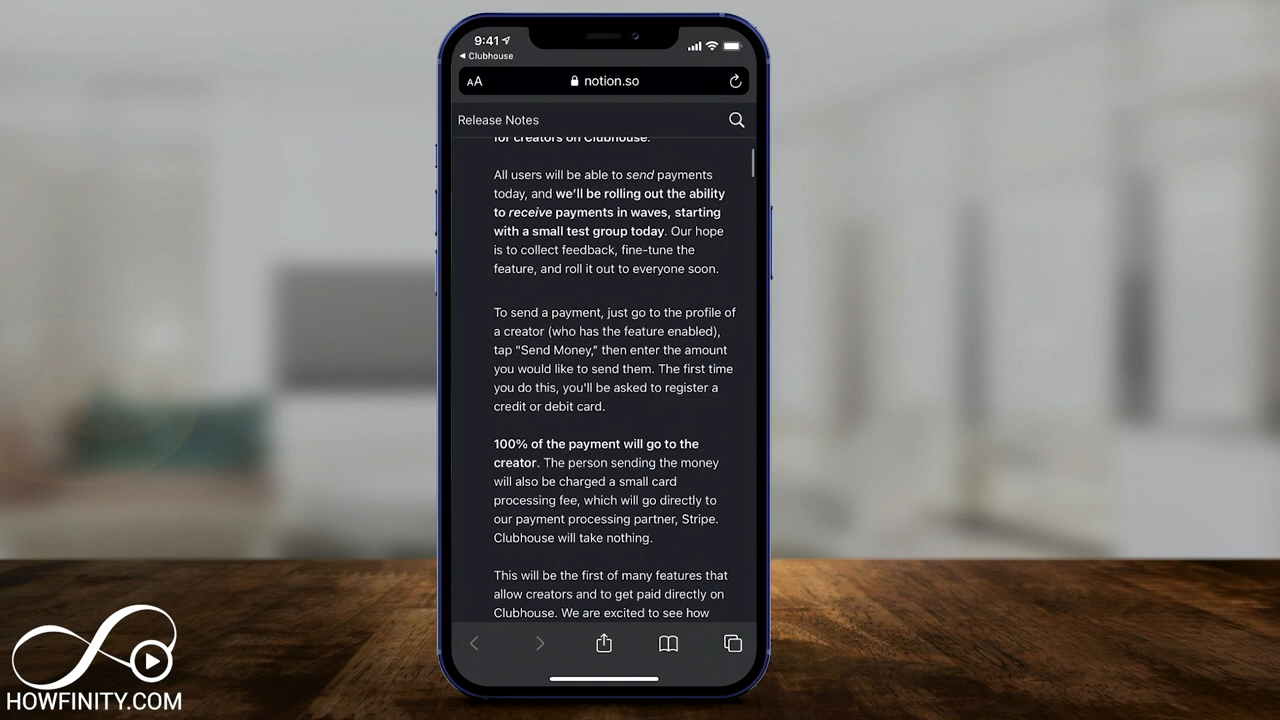 9:41
◀ Clubhouse
AA
notion.so
Release Notes
for creators on Clubhouse.
All users will be able to send payments
today, and we'll be rolling out the ability
to receive payments in waves, starting
with a small test group today. Our hope
is to collect feedback, fine-tune the
feature, and roll it out to everyone soon.
To send a payment, just go to the profile of
a creator (who has the feature enabled),
tap "Send Money,” then enter the amount
you would like to send them. The first time
you do this, you'll be asked to register a
credit or debit card.
100% of the payment will go to the
creator. The person sending the money
will also be charged a small card
processing fee, which will go directly to
our payment processing partner, Stripe.
Clubhouse will take nothing.
This will be the first of many features that
allow creators and to get paid directly on
Clubhouse. We are excited to see how
HOWFINITY.COM